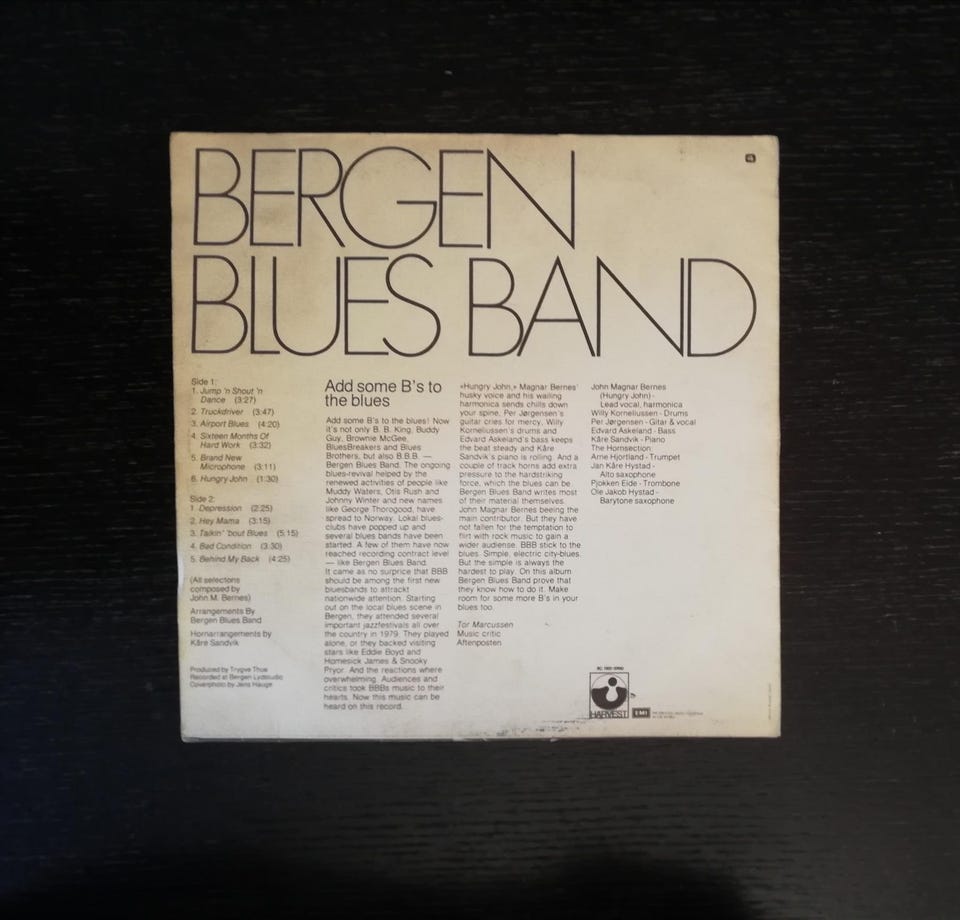 BERGEN
BLUES BAND
Side 1:
1. Jump 'n Shout 'n
Dance (3:27)
2. Truckdriver (3:47)
3. Airport Blues (4:20)
4. Sixteen Months Of
Hard Work (3:32)
5. Brand New
Microphone (3:11)
6. Hungry John (1:30)
Side 2:
1. Depression (2:25)
2. Hey Mama (3:15)
3. Talkin' bout Blues (5:15)
4. Bad Condition (3:30)
5. Behind My Back (4:25)
(All selections
composed by
John M. Bernes)
Arrangements By
Bergen Blues Band
Hornarrangements by
Kåre Sandvik
Produced by Trygve Thue
Recorded at Bergen Lydstudio
Coverphoto by Jens Hauge
Add some B's to
the blues
Add some B's to the blues! Now
it's not only B. B. King, Buddy
Guy, Brownie McGee,
BluesBreakers and Blues
Brothers, but also B.B.B. —
Bergen Blues Band. The ongoing
blues-revival helped by the
renewed activities of people like
Muddy Waters, Otis Rush and
Johnny Winter and new names
like George Thorogood, have
spread to Norway. Lokal blues-
clubs have popped up and
several blues bands have been
started. A few of them have now
reached recording contract level
— like Bergen Blues Band.
It came as no surprice that BBB
should be among the first new
bluesbands to attrackt
nationwide attention. Starting
out on the local blues scene in
Bergen, they attended several
important jazzfestivals all over
the country in 1979. They played
alone, or they backed visiting
stars like Eddie Boyd and
Homesick James & Snooky
Pryor. And the reactions where
overwhelming. Audiences and
critics took BBBs music to their
hearts. Now this music can be
heard on this record.
«Hungry John,» Magnar Bernes'
husky voice and his wailing
harmonica sends chills down
your spine, Per Jørgensen's
guitar cries for mercy, Willy
Korneliussen's drums and
Edvard Askeland's bass keeps
the beat steady and Kåre
Sandvik's piano is rolling. And a
couple of track horns add extra
pressure to the hardstriking
force, which the blues can be.
Bergen Blues Band writes most
of their material themselves.
John Magnar Bernes beeing the
main contributor. But they have
not fallen for the temptation to
flirt with rock music to gain a
wider audiense. BBB stick to the
blues. Simple, electric city-blues.
But the simple is always the
hardest to play. On this album
Bergen Blues Band prove that
they know how to do it. Make
room for some more B's in your
blues too.
Tor Marcussen
Music critic
Aftenposten
John Magnar Bernes
(Hungry John) -
Lead vocal, harmonica
Willy Korneliussen - Drums
Per Jørgensen - Gitar & vocal
Edvard Askeland - Bass
Kåre Sandvik - Piano
The Hornsection:
Arne Hjortland - Trumpet
Jan Kåre Hystad -
Alto saxophone
Pjokken Eide - Trombone
Ole Jakob Hystad -
Barytone saxophone
HARVEST
EMI